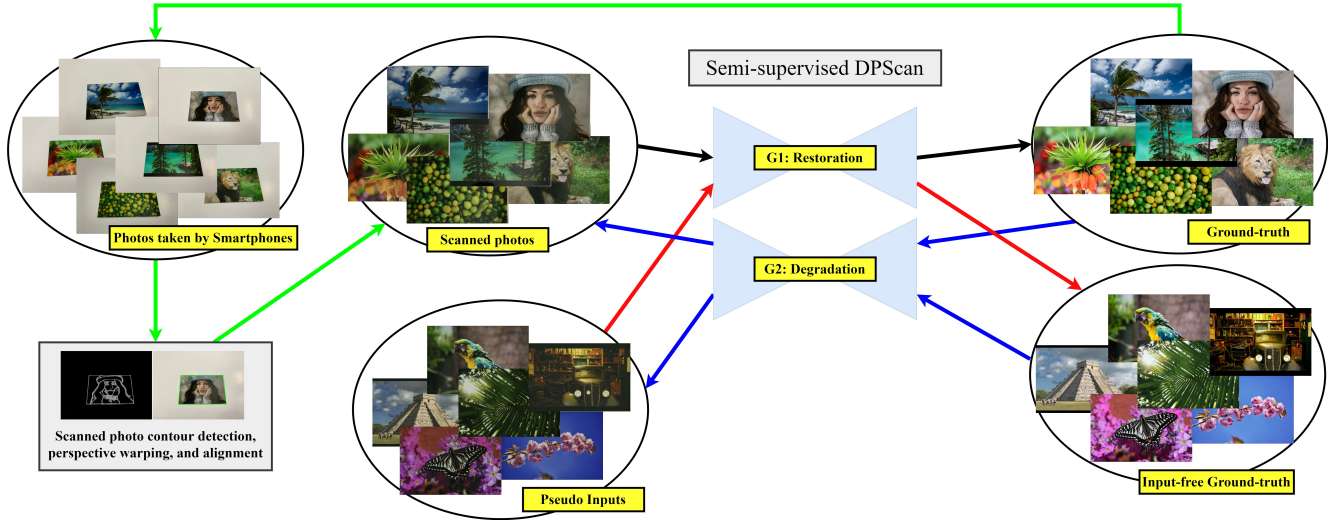 Semi-supervised DPScan
G1: Restoration
Photos taken by Smartphones
Scanned photos
Ground-truth
G2: Degradation
Scanned photo contour detection,
perspective warping, and alignment
Pseudo Inputs
Input-free Ground-truth